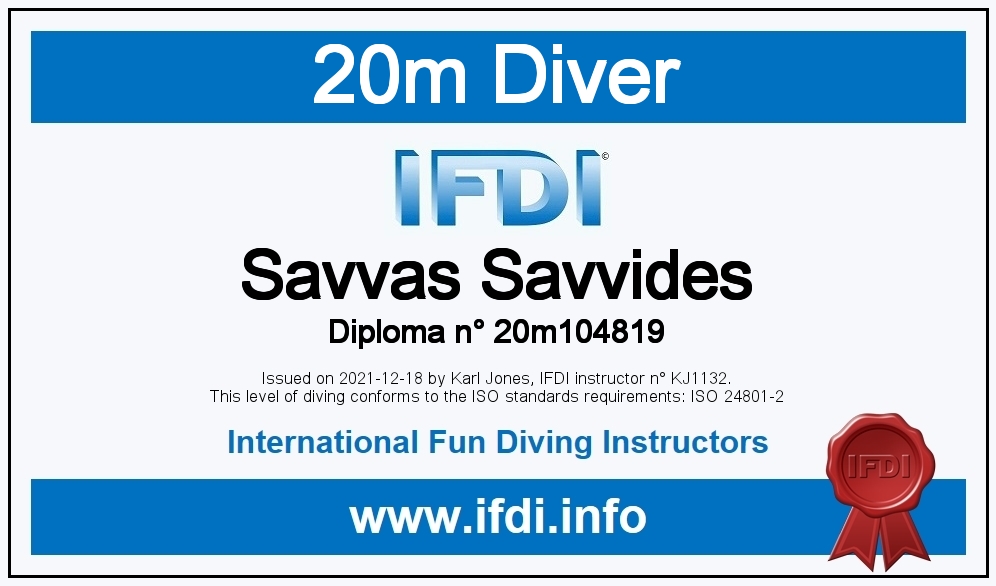 20m Diver
IFDI©
Savvas Savvides
Diploma n° 20m104819
Issued on 2021-12-18 by Karl Jones, IFDI instructor n° KJ1132.
This level of diving conforms to the ISO standards requirements: ISO 24801-2
International Fun Diving Instructors
IFDI
www.ifdi.info